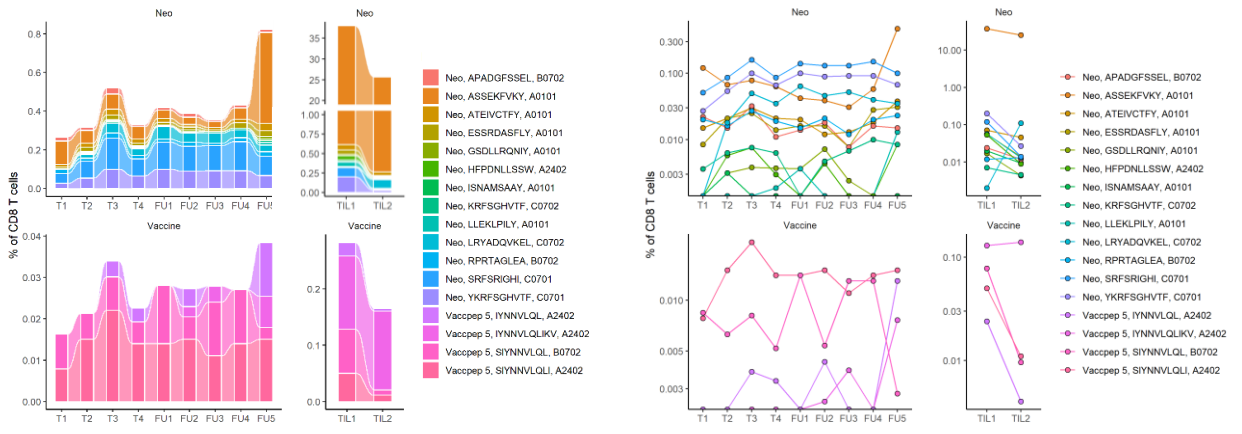 Neo
Neo
% of CD8 T cells
0.8
0.6
0.4
0.2
0.0
T1 T2 T3 T4 FU1 FU2 FU3 FU4 FU5
35
30
25
20
1.00
0.75
0.50
0.25
0.00
TIL1 TIL2
Vaccine
Vaccine
0.04
0.03
0.02
0.01
0.00
T1 T2 T3 T4 FU1 FU2 FU3 FU4 FU5
0.2
0.1
0.0
TIL1 TIL2
Neo, APADGFSSEL, B0702
Neo, ASSEKFVKY, A0101
Neo, ATEIVCTFY, A0101
Neo, ESSRDASFLY, A0101
Neo, GSDLLRQNIY, A0101
Neo, HFPDNLLSSW, A2402
Neo, ISNAMSAAY, A0101
Neo, KRFSGHVTF, C0702
Neo, LLEKLPILY, A0101
Neo, LRYADQVKEL, C0702
Neo, RPRTAGLEA, B0702
Neo, SRFSRIGHI, C0701
Neo, YKRFSGHVTF, C0701
Vaccpep 5, IYNNVLQL, A2402
Vaccpep 5, IYNNVLQLIKV, A2402
Vaccpep 5, SIYNNVLQL, B0702
Vaccpep 5, SIYNNVLQLI, A2402
Neo
Neo
% of CD8 T cells
0.300
0.100
0.030
0.010
0.003
T1 T2 T3 T4 FU1 FU2 FU3 FU4 FU5
10.00
1.00
0.10
0.01
TIL1 TIL2
Vaccine
Vaccine
0.010
0.005
0.003
T1 T2 T3 T4 FU1 FU2 FU3 FU4 FU5
0.10
0.03
0.01
TIL1 TIL2
Neo, APADGFSSEL, B0702
Neo, ASSEKFVKY, A0101
Neo, ATEIVCTFY, A0101
Neo, ESSRDASFLY, A0101
Neo, GSDLLRQNIY, A0101
Neo, HFPDNLLSSW, A2402
Neo, ISNAMSAAY, A0101
Neo, KRFSGHVTF, C0702
Neo, LLEKLPILY, A0101
Neo, LRYADQVKEL, C0702
Neo, RPRTAGLEA, B0702
Neo, SRFSRIGHI, C0701
Neo, YKRFSGHVTF, C0701
Vaccpep 5, IYNNVLQL, A2402
Vaccpep 5, IYNNVLQLIKV, A2402
Vaccpep 5, SIYNNVLQL, B0702
Vaccpep 5, SIYNNVLQLI, A2402